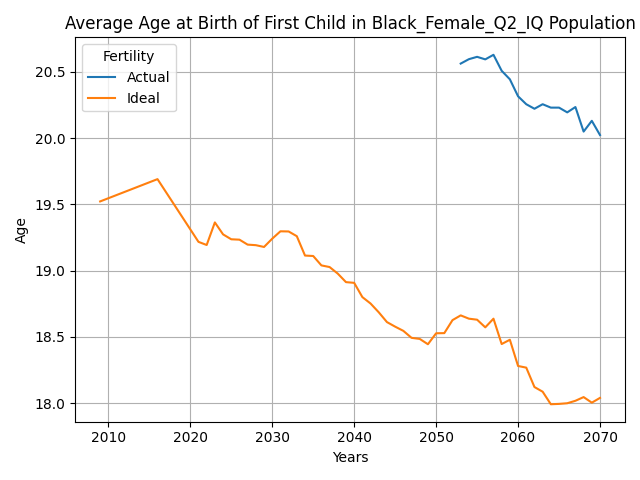 Average Age at Birth of First Child in Black_Female_Q2_IQ Population
Fertility
Actual
Ideal
20.5
20.0
19.5
19.0
18.5
18.0
Age
2010 2020 2030 2040 2050 2060 2070
Years